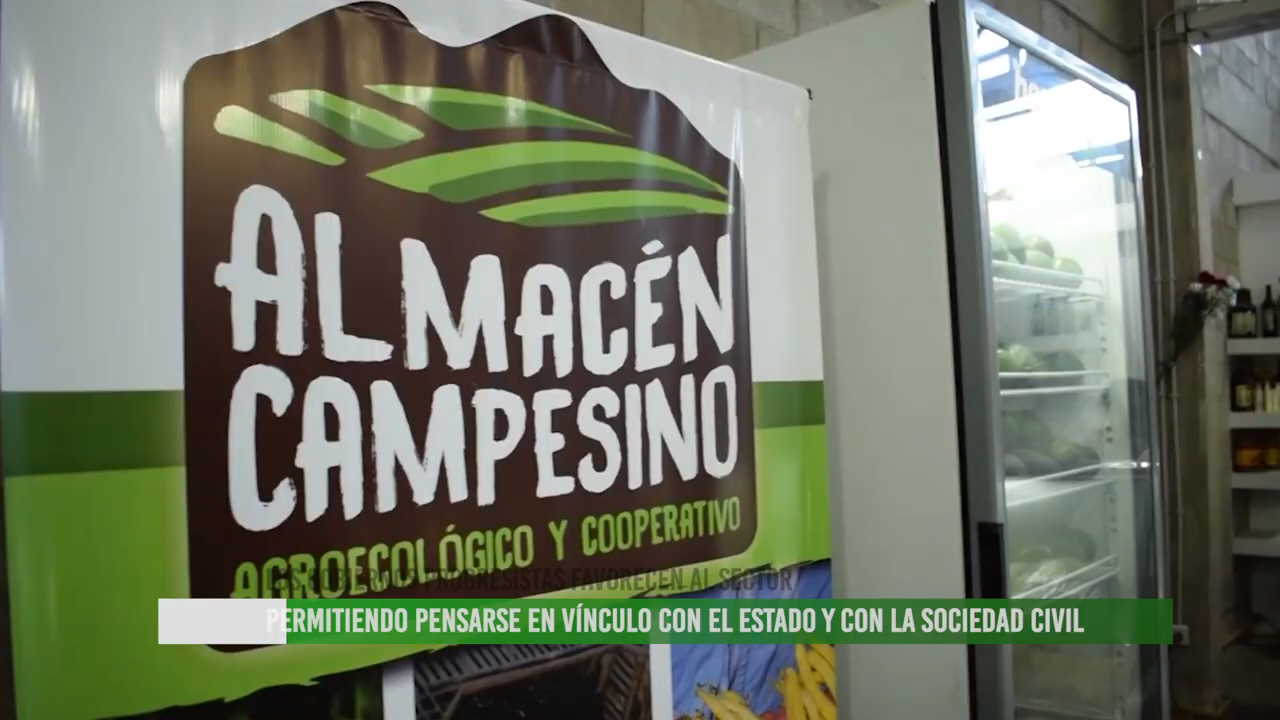 ALMACÉN
CAMPESINO
AGROECOLÓGICO Y COOPERATIVO
GOBIERNOS PROGRESISTAS FAVORECEN AL SECTOR
PERMITIENDO PENSARSE EN VÍNCULO CON EL ESTADO Y CON LA SOCIEDAD CIVIL